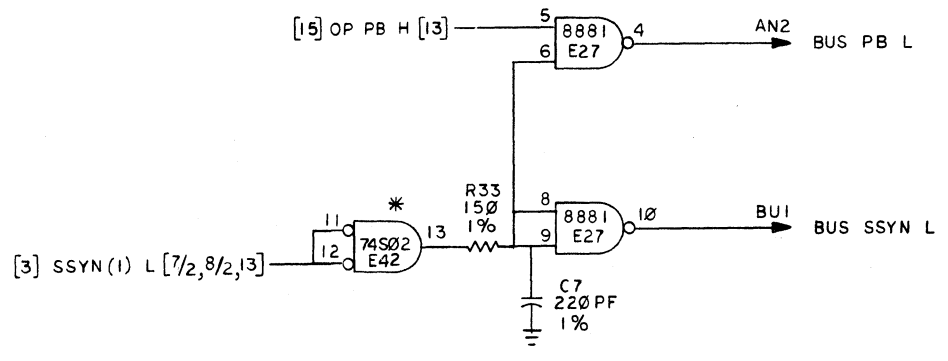 [15] OP PB H [13]
5
6
8881
E27
4
AN2
BUS PB L
R33
15Ø
1%
8
9
8881
E27
1Ø
BU1
BUS SSYN L
*
11
12
74SØ2
E42
13
[3] SSYN(1) L [7/2,8/2,13]
C7
22Ø PF
1%